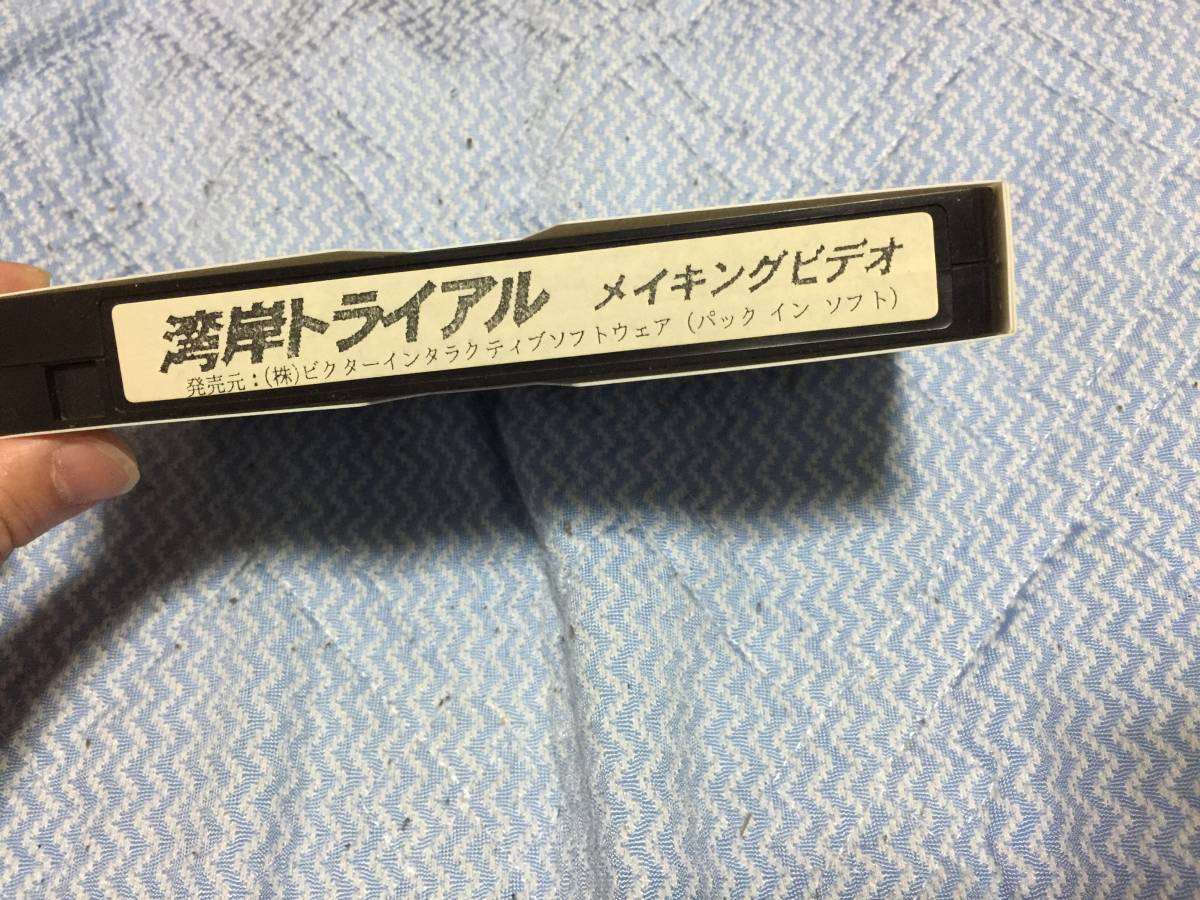 湾岸トライアル メイキングビデオ
発売元:(株)ビクターインタラクティブソフトウェア (パック イン ソフト)